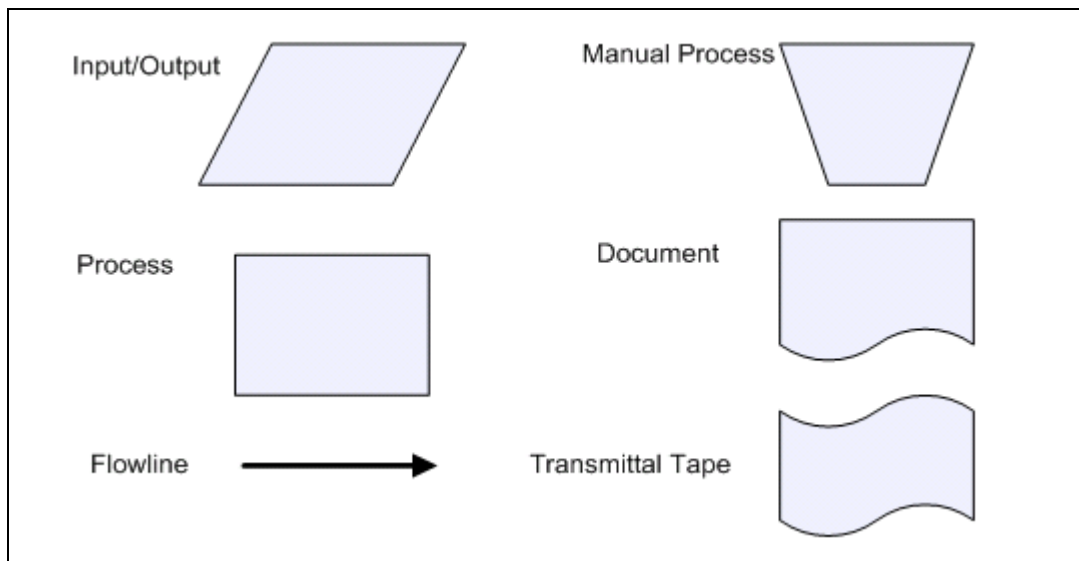 Input/Output
Manual Process
Process
Document
Flowline
Transmittal Tape